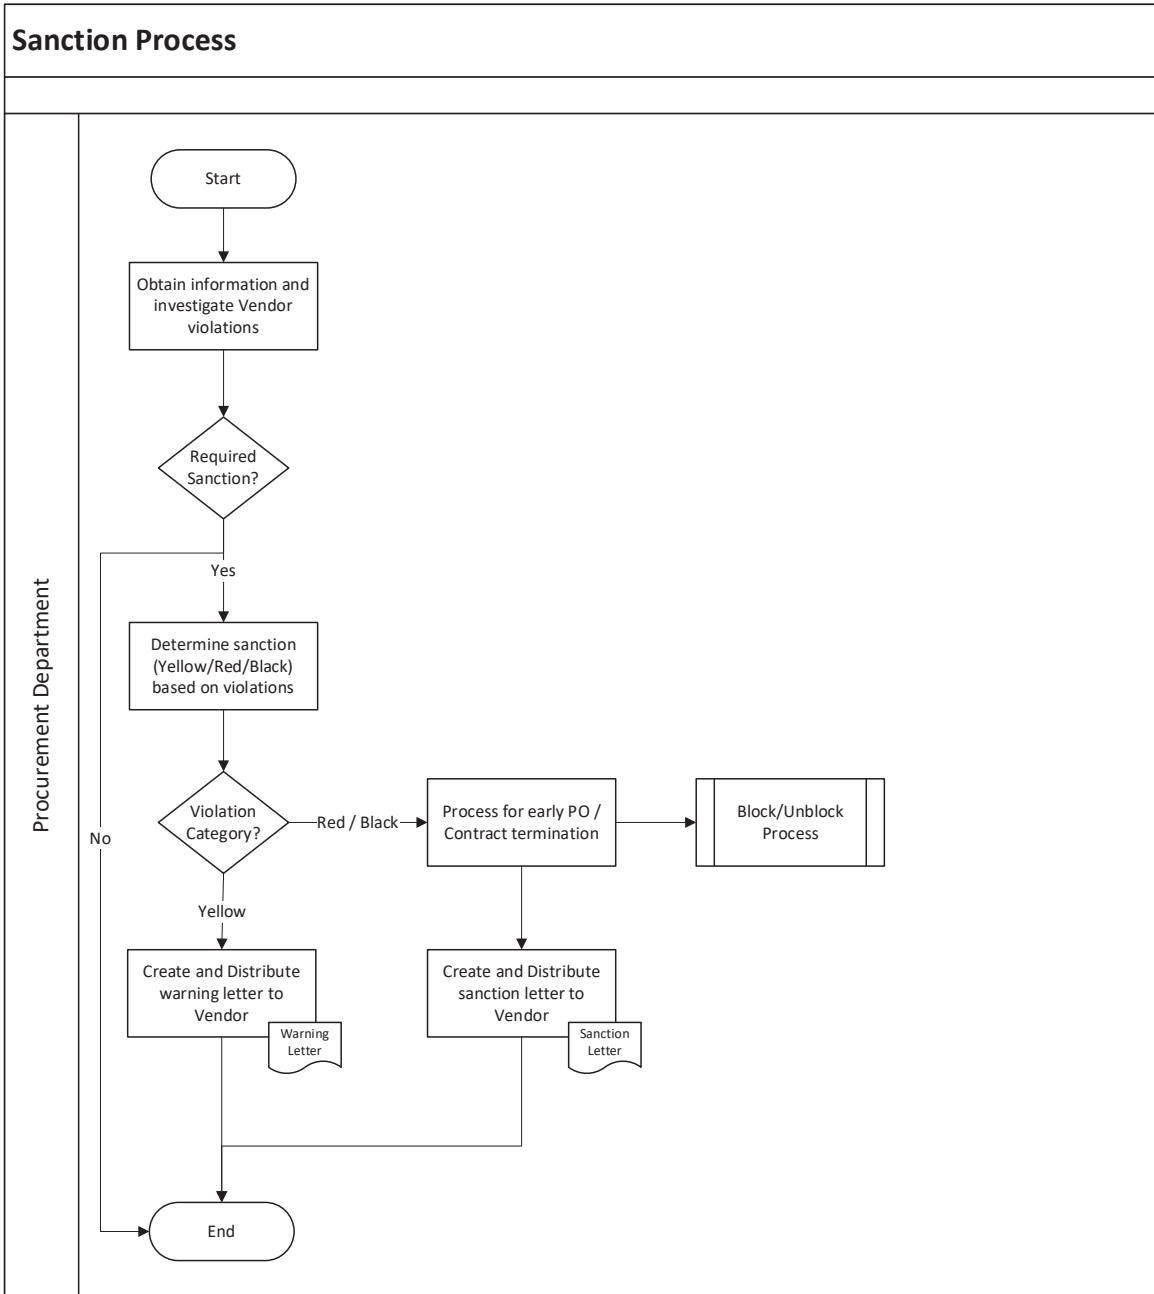 Sanction Process
Procurement Department
Start
Obtain information and
investigate Vendor
violations
Required
Sanction?
Yes
No
Determine sanction
(Yellow/Red/Black)
based on violations
Violation
Category?
Red / Black
Process for early PO /
Contract termination
Block/Unblock
Process
Yellow
Create and Distribute
warning letter to
Vendor
Warning
Letter
Create and Distribute
sanction letter to
Vendor
Sanction
Letter
End